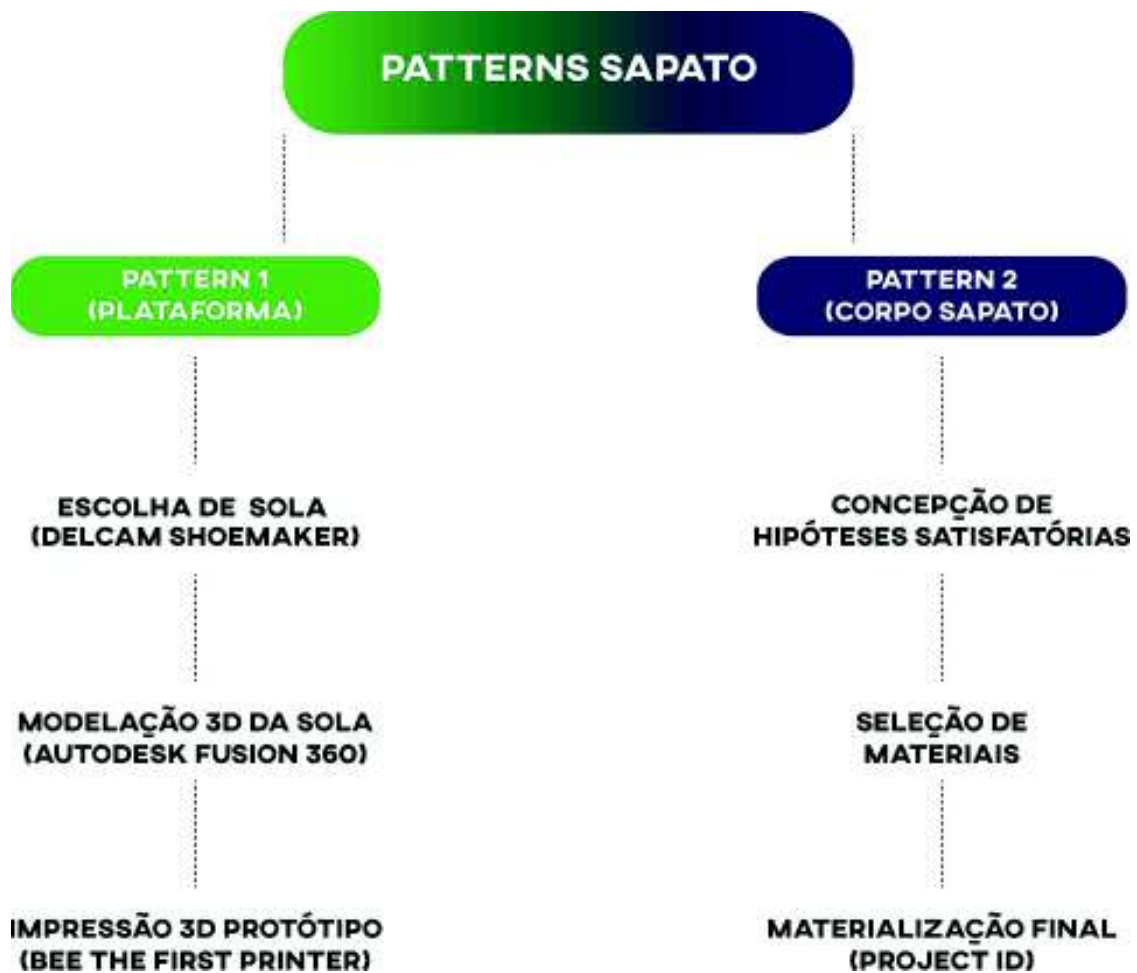 PATTERNS SAPATO
PATTERN 1
(PLATAFORMA)
ESCOLHA DE SOLA
(DELCAM SHOEMAKER)
MODELAÇÃO 3D DA SOLA
(AUTODESK FUSION 360)
IMPRESSÃO 3D PROTÓTIPO
(BEE THE FIRST PRINTER)
PATTERN 2
(CORPO SAPATO)
CONCEPÇÃO DE
HIPÓTESES SATISFATÓRIAS
SELEÇÃO DE
MATERIAIS
MATERIALIZAÇÃO FINAL
(PROJECT ID)